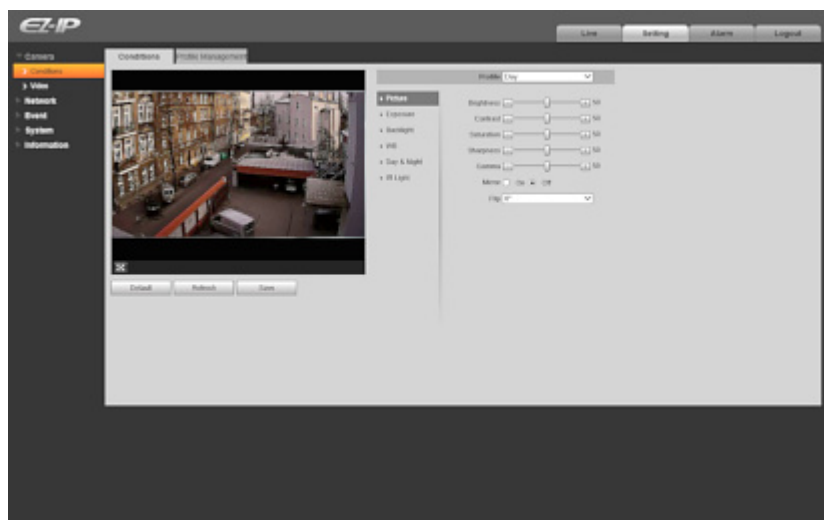 EZ-IP
Live Setting Alarm Logout
Camera
Conditions
Video
Network
Event
System
Information
Conditions Profile Management
Profile Day
Picture
Exposure
Backlight
WB
Day & Night
IR Light
Brightness 50
Contrast 50
Saturation 50
Sharpness 50
Gamma 50
Mirror On Off
Flip 0°
Default Refresh Save